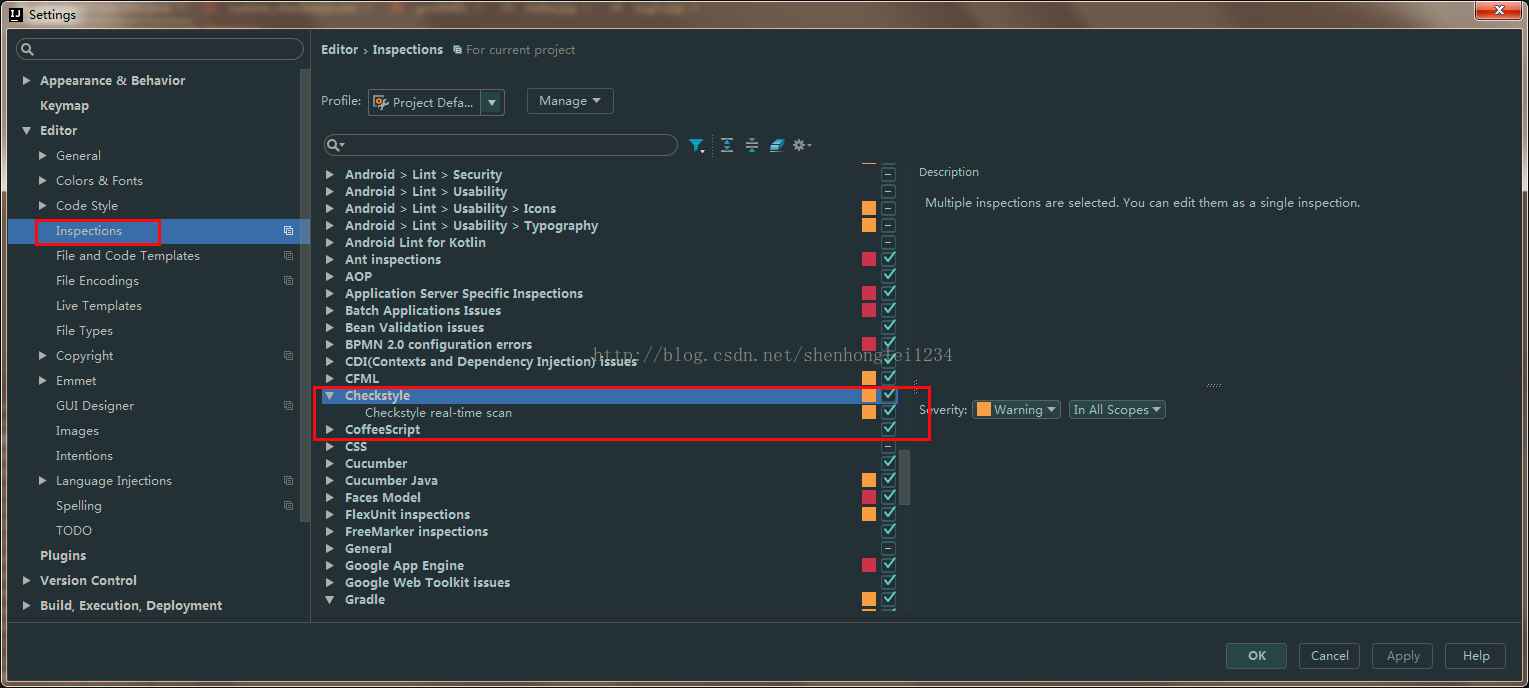 Settings
Editor › Inspections For current project
Appearance & Behavior
Keymap
Editor
General
Colors & Fonts
Code Style
Inspections
File and Code Templates
File Encodings
Live Templates
File Types
Copyright
Emmet
GUI Designer
Images
Intentions
Language Injections
Spelling
TODO
Plugins
Version Control
Build, Execution, Deployment
Profile: Project Defa... Manage
Android > Lint > Security
Android > Lint > Usability
Android > Lint > Usability > Icons
Android > Lint > Usability > Typography
Android Lint for Kotlin
Ant inspections
AOP
Application Server Specific Inspections
Batch Applications Issues
Bean Validation issues
BPMN 2.0 configuration errors
CDI(Contexts and Dependency Injection) issues
CFML
Checkstyle
Checkstyle real-time scan
CoffeeScript
CSS
Cucumber
Cucumber Java
Faces Model
FlexUnit inspections
FreeMarker inspections
General
Google App Engine
Google Web Toolkit issues
Gradle
http://blog.csdn.net/shenhonglei1234
Description
Multiple inspections are selected. You can edit them as a single inspection.
Severity: Warning In All Scopes
OK Cancel Apply Help